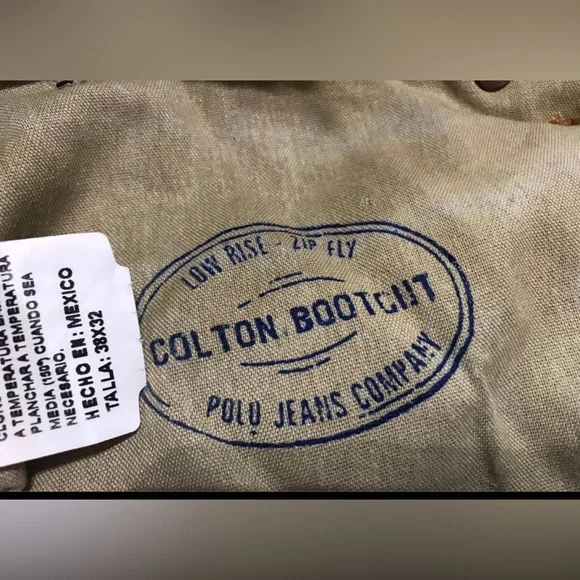 A TEMPERATURA
PLANCHAR A TEMPERATURA
MEDIA (150°) CUANDO SEA
NECESARIO.
HECHO EN: MEXICO
TALLA: 38X32
LOW RISE - ZIP FLY
COLTON BOOTCUT
POLO JEANS COMPANY